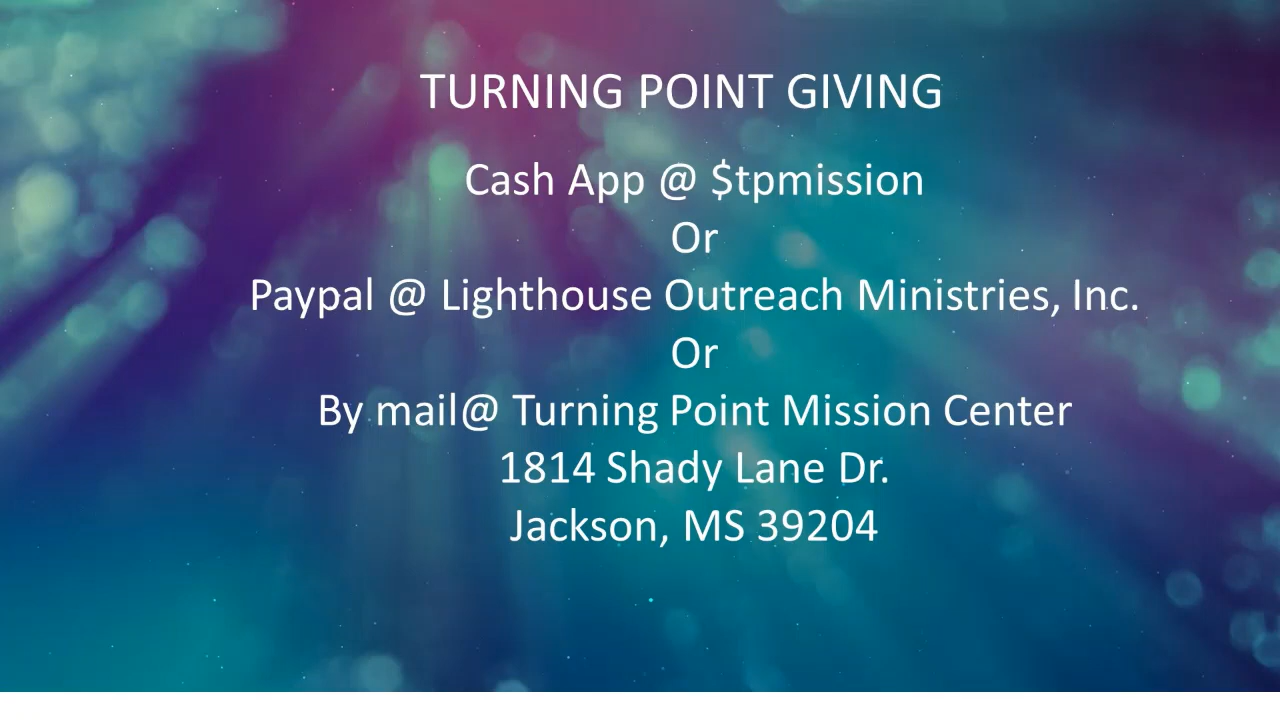 TURNING POINT GIVING
Cash App @ $tpmission
Or
Paypal @ Lighthouse Outreach Ministries, Inc.
Or
By mail@ Turning Point Mission Center
1814 Shady Lane Dr.
Jackson, MS 39204